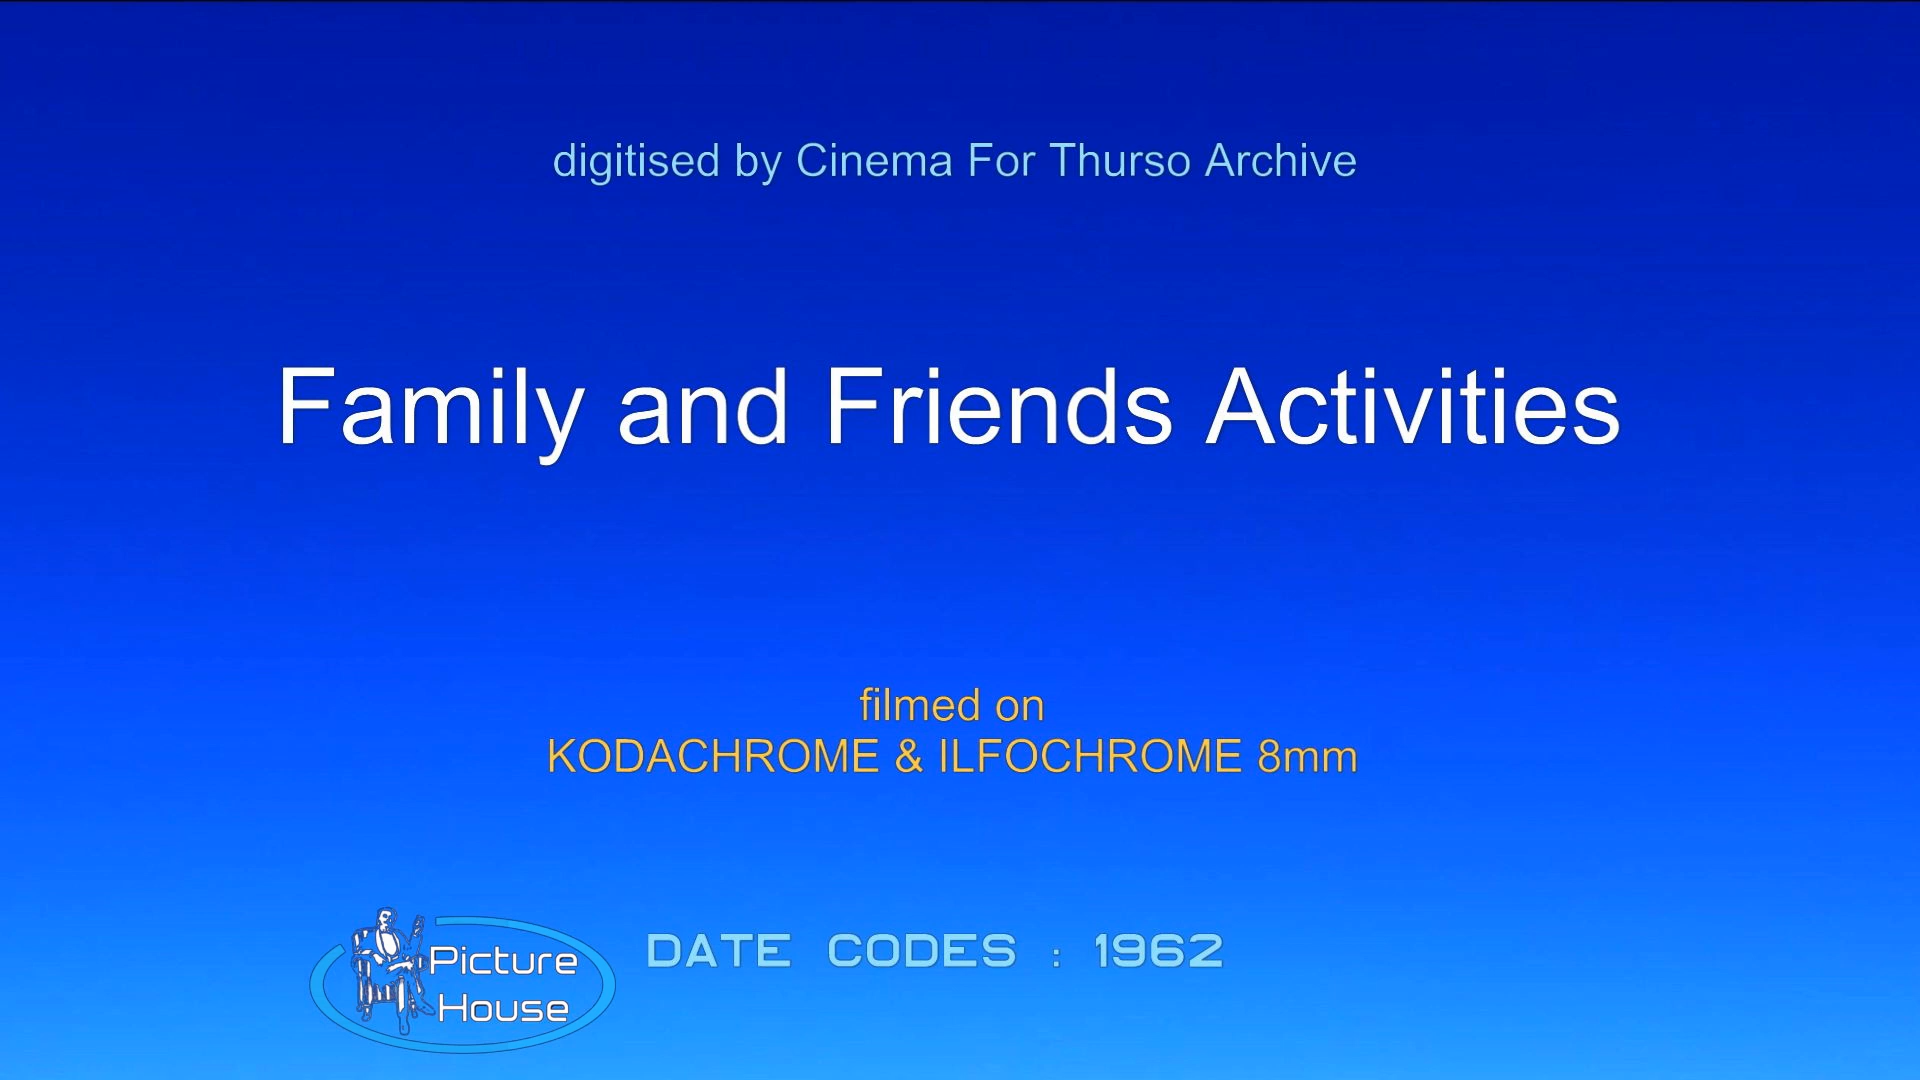 digitised by Cinema For Thurso Archive
Family and Friends Activities
filmed on
KODACHROME & ILFOCHROME 8mm
Picture
House
DATE CODES : 1962